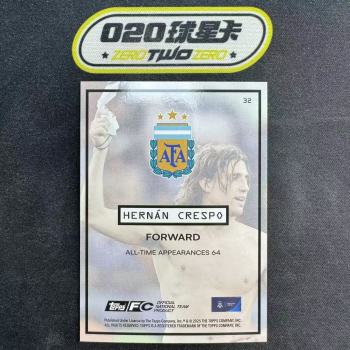 020球星卡
ZERO TWO ZERO
32
AFA
HERNÁN CRESPO
FORWARD
ALL-TIME APPEARANCES 64
Topps FC
OFFICIAL
NATIONAL TEAM
PRODUCT